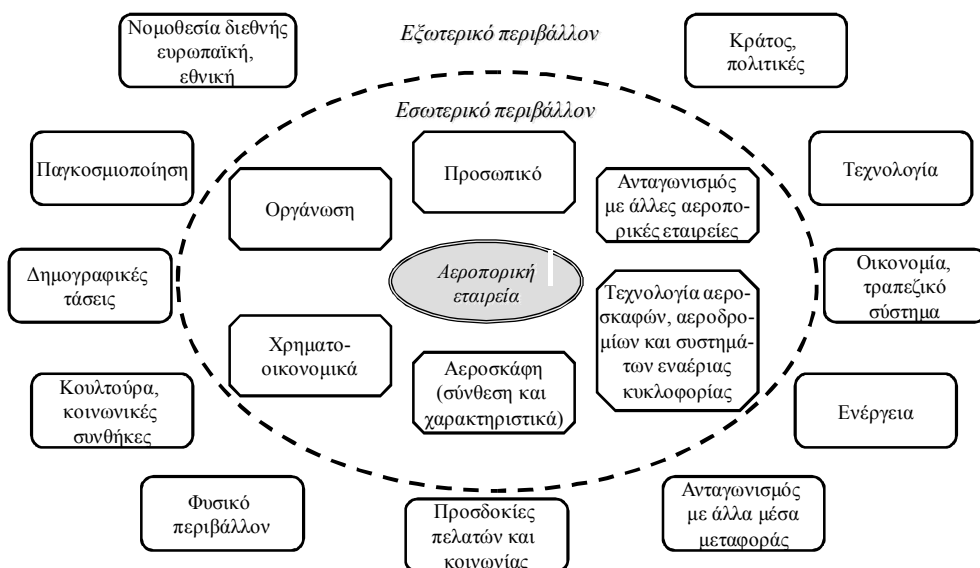 Νομοθεσία διεθνής
ευρωπαϊκή,
εθνική
Εξωτερικό περιβάλλον
Κράτος,
πολιτικές
Εσωτερικό περιβάλλον
Παγκοσμιοποίηση
Οργάνωση
Προσωπικό
Ανταγωνισμός
με άλλες αεροπο-
ρικές εταιρείες
Τεχνολογία
Δημογραφικές
τάσεις
Αεροπορική
εταιρεία
Τεχνολογία αερο-
σκαφών, αεροδρο-
μίων και συστημά-
των εναέριας
κυκλοφορίας
Οικονομία,
τραπεζικό
σύστημα
Χρηματο-
οικονομικά
Αεροσκάφη
(σύνθεση και
χαρακτηριστικά)
Κουλτούρα,
κοινωνικές
συνθήκες
Ενέργεια
Φυσικό
περιβάλλον
Προσδοκίες
πελατών και
κοινωνίας
Ανταγωνισμός
με άλλα μέσα
μεταφοράς